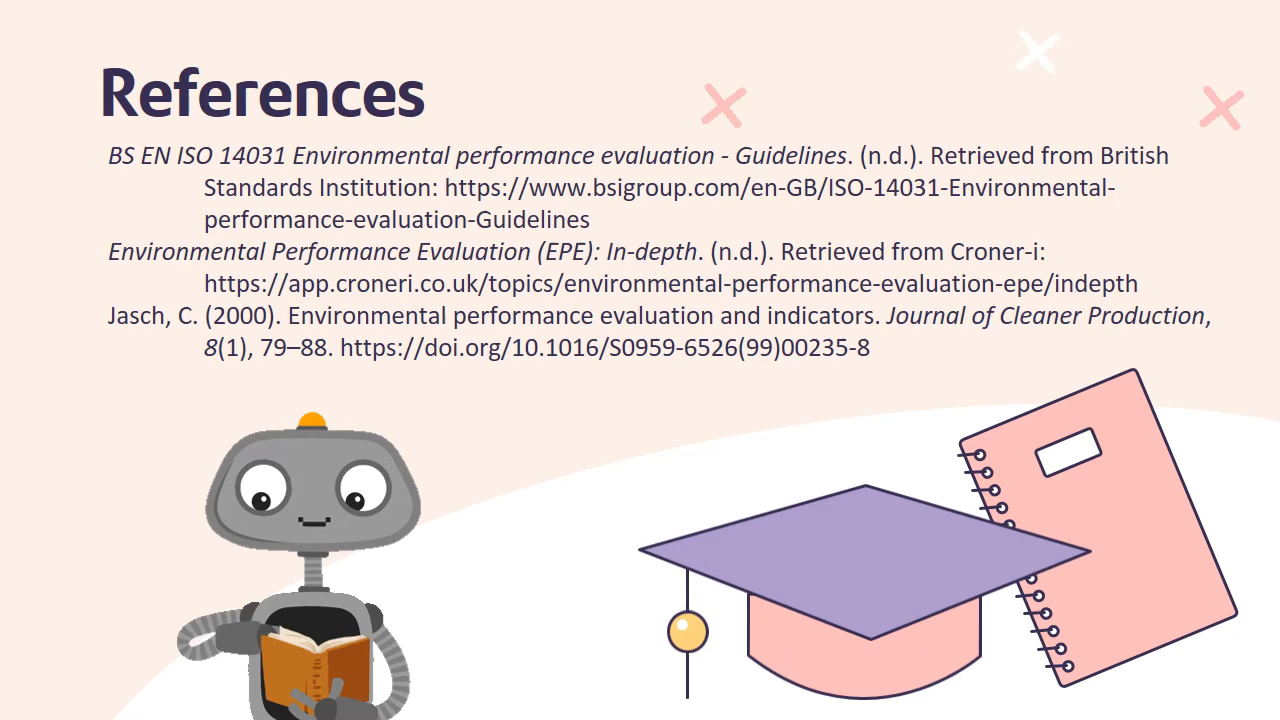 References
BS EN ISO 14031 Environmental performance evaluation - Guidelines. (n.d.). Retrieved from British
Standards Institution: https://www.bsigroup.com/en-GB/ISO-14031-Environmental-
performance-evaluation-Guidelines
Environmental Performance Evaluation (EPE): In-depth. (n.d.). Retrieved from Croner-i:
https://app.croneri.co.uk/topics/environmental-performance-evaluation-epe/indepth
Jasch, C. (2000). Environmental performance evaluation and indicators. Journal of Cleaner Production,
8(1), 79–88. https://doi.org/10.1016/S0959-6526(99)00235-8